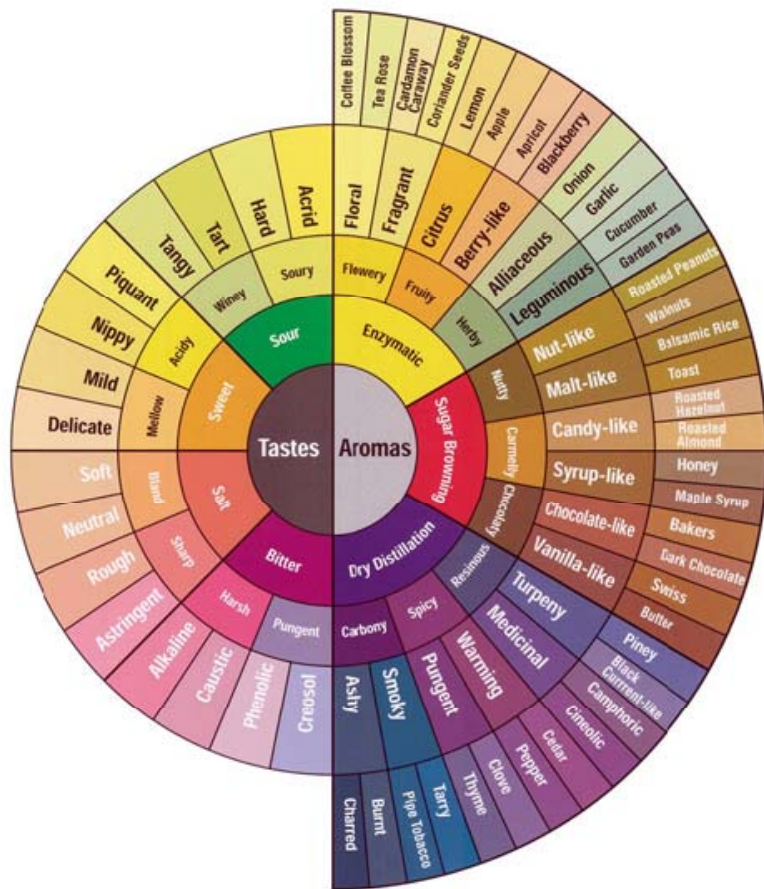 Tastes
Aromas
Sour
Sweet
Salt
Bitter
Soury
Winey
Acidy
Mellow
Bland
Sharp
Harsh
Pungent
Acrid
Hard
Tart
Tangy
Piquant
Nippy
Mild
Delicate
Soft
Neutral
Rough
Astringent
Alkaline
Caustic
Phenolic
Creosol
Enzymatic
Sugar Browning
Dry Distillation
Flowery
Fruity
Herby
Nutty
Carmelly
Chocolaty
Resinous
Spicy
Carbony
Floral
Fragrant
Citrus
Berry-like
Alliaceous
Leguminous
Nut-like
Malt-like
Candy-like
Syrup-like
Chocolate-like
Vanilla-like
Turpeny
Medicinal
Warming
Pungent
Smoky
Ashy
Coffee Blossom
Tea Rose
Cardamon
Caraway
Coriander Seeds
Lemon
Apple
Apricot
Blackberry
Onion
Garlic
Cucumber
Garden Peas
Roasted Peanuts
Walnuts
Balsamic Rice
Toast
Roasted
Hazelnut
Roasted
Almond
Honey
Maple Syrup
Bakers
Dark Chocolate
Swiss
Butter
Piney
Black
Currrent-like
Camphoric
Cineolic
Cedar
Pepper
Clove
Thyme
Tarry
Pipe Tobacco
Burnt
Charred